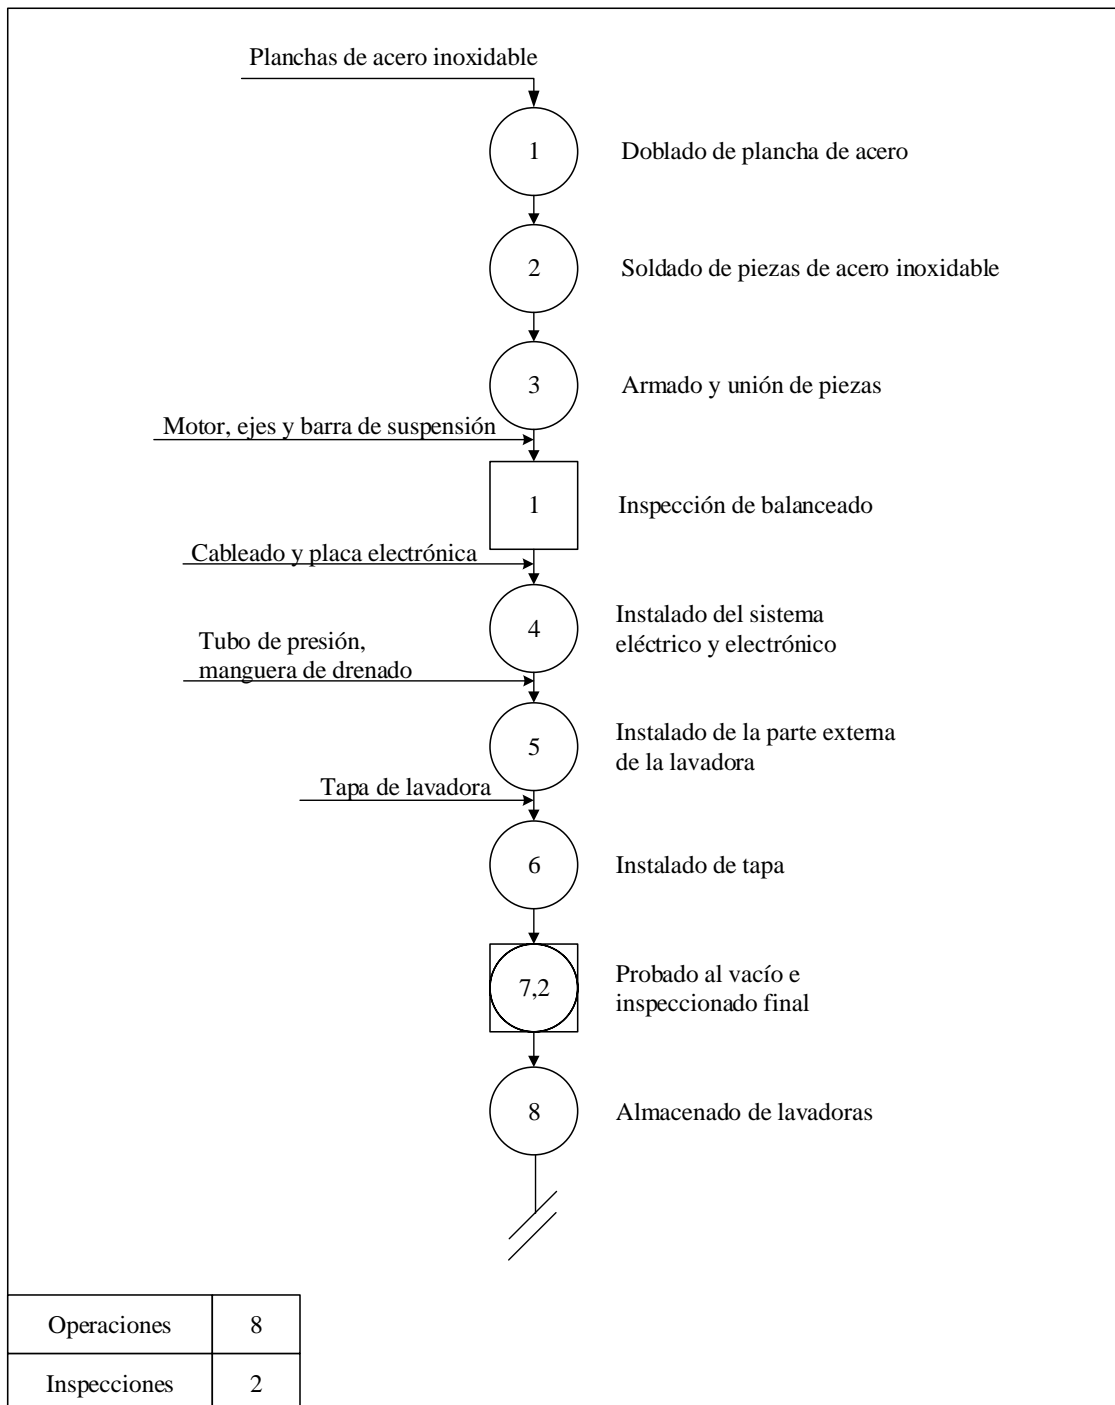 Planchas de acero inoxidable
1
Doblado de plancha de acero
2
Soldado de piezas de acero inoxidable
3
Armado y unión de piezas
Motor, ejes y barra de suspensión
1
Inspección de balanceado
Cableado y placa electrónica
4
Instalado del sistema
eléctrico y electrónico
Tubo de presión,
manguera de drenado
5
Instalado de la parte externa
de la lavadora
Tapa de lavadora
6
Instalado de tapa
7,2
Probado al vacío e
inspeccionado final
8
Almacenado de lavadoras
Operaciones 8
Inspecciones 2